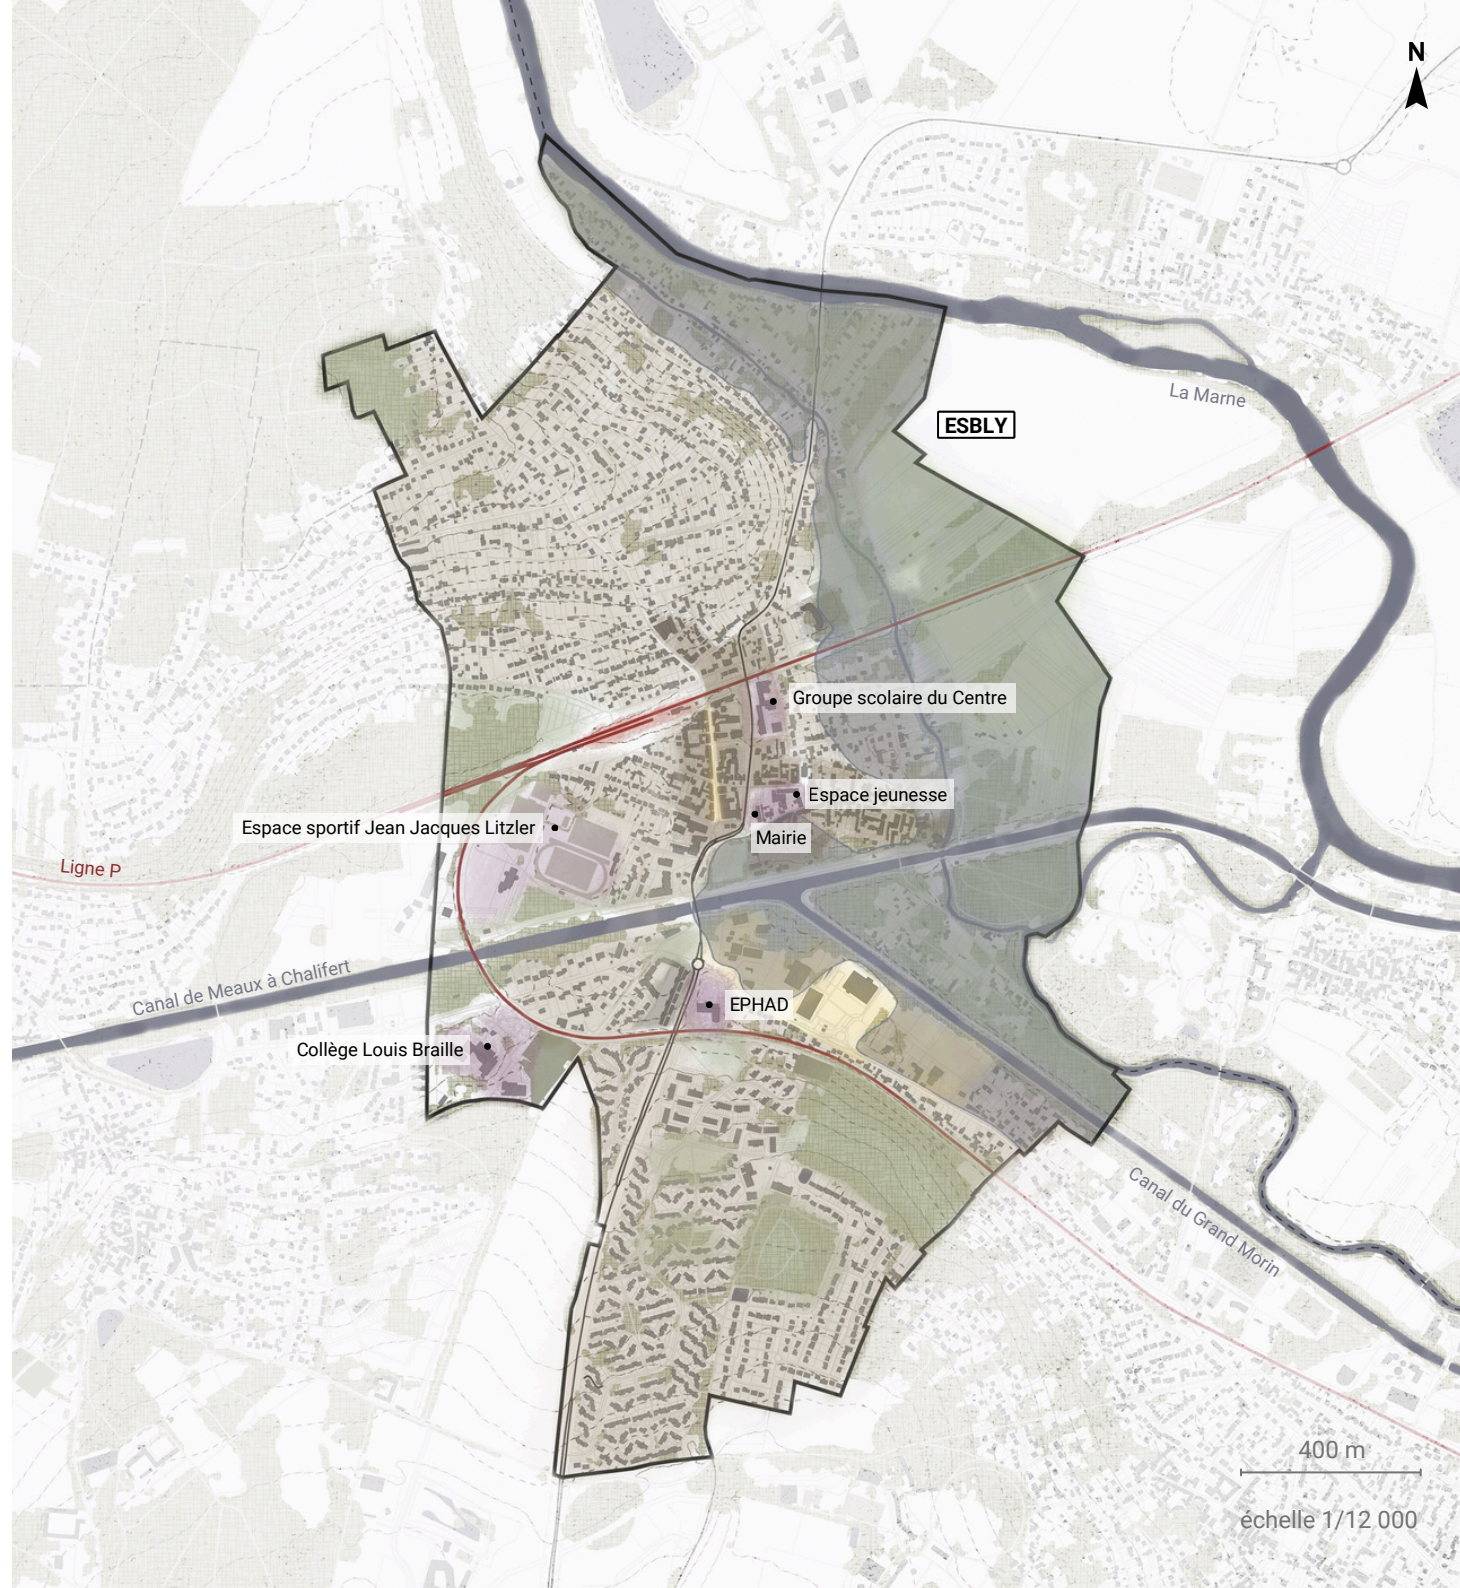 N
La Marne
ESBLY
Groupe scolaire du Centre
Espace jeunesse
Espace sportif Jean Jacques Litzler
Mairie
Ligne P
Canal de Meaux à Chalifert
EPHAD
Collège Louis Braille
Canal du Grand Morin
400 m
échelle 1/12 000